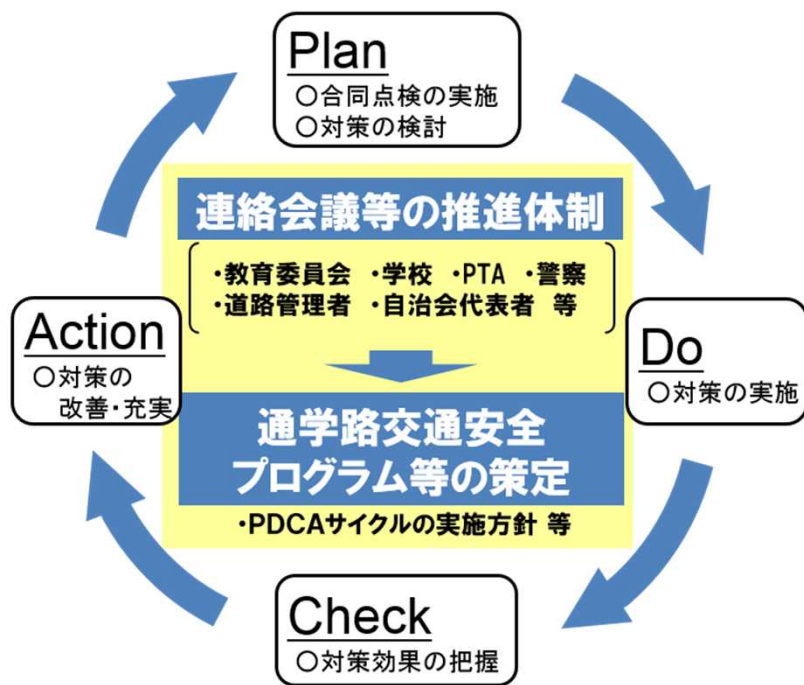 Plan
○合同点検の実施
○対策の検討
連絡会議等の推進体制
・教育委員会 ・学校 ・PTA ・警察
・道路管理者 ・自治会代表者 等
Action
○対策の
改善・充実
Do
○対策の実施
通学路交通安全
プログラム等の策定
・PDCAサイクルの実施方針 等
Check
○対策効果の把握